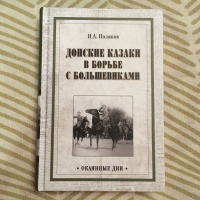 И.А. Поляков
ДОНСКИЕ КАЗАКИ
В БОРЬБЕ
С БОЛЬШЕВИКАМИ
• ОКАЯННЫЕ ДНИ •